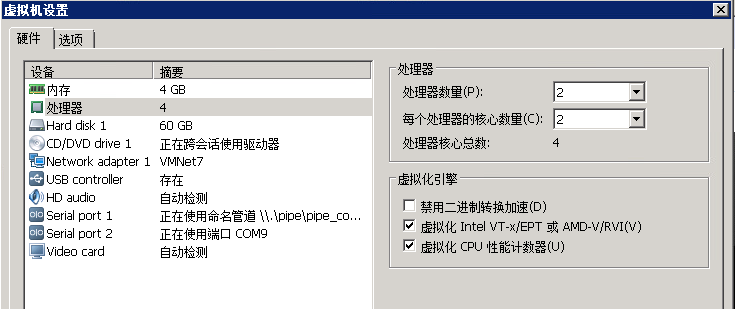 虚拟机设置
硬件 选项
设备 摘要
内存 4 GB
处理器 4
Hard disk 1 60 GB
CD/DVD drive 1 正在跨会话使用驱动器
Network adapter 1 VMNet7
USB controller 存在
HD audio 自动检测
Serial port 1 正在使用命名管道 \\.\pipe\pipe_co...
Serial port 2 正在使用端口 COM9
Video card 自动检测
处理器
处理器数量(P): 2
每个处理器的核心数量(C): 2
处理器核心总数: 4
虚拟化引擎
禁用二进制转换加速(D)
虚拟化 Intel VT-x/EPT 或 AMD-V/RVI(V)
虚拟化 CPU 性能计数器(U)